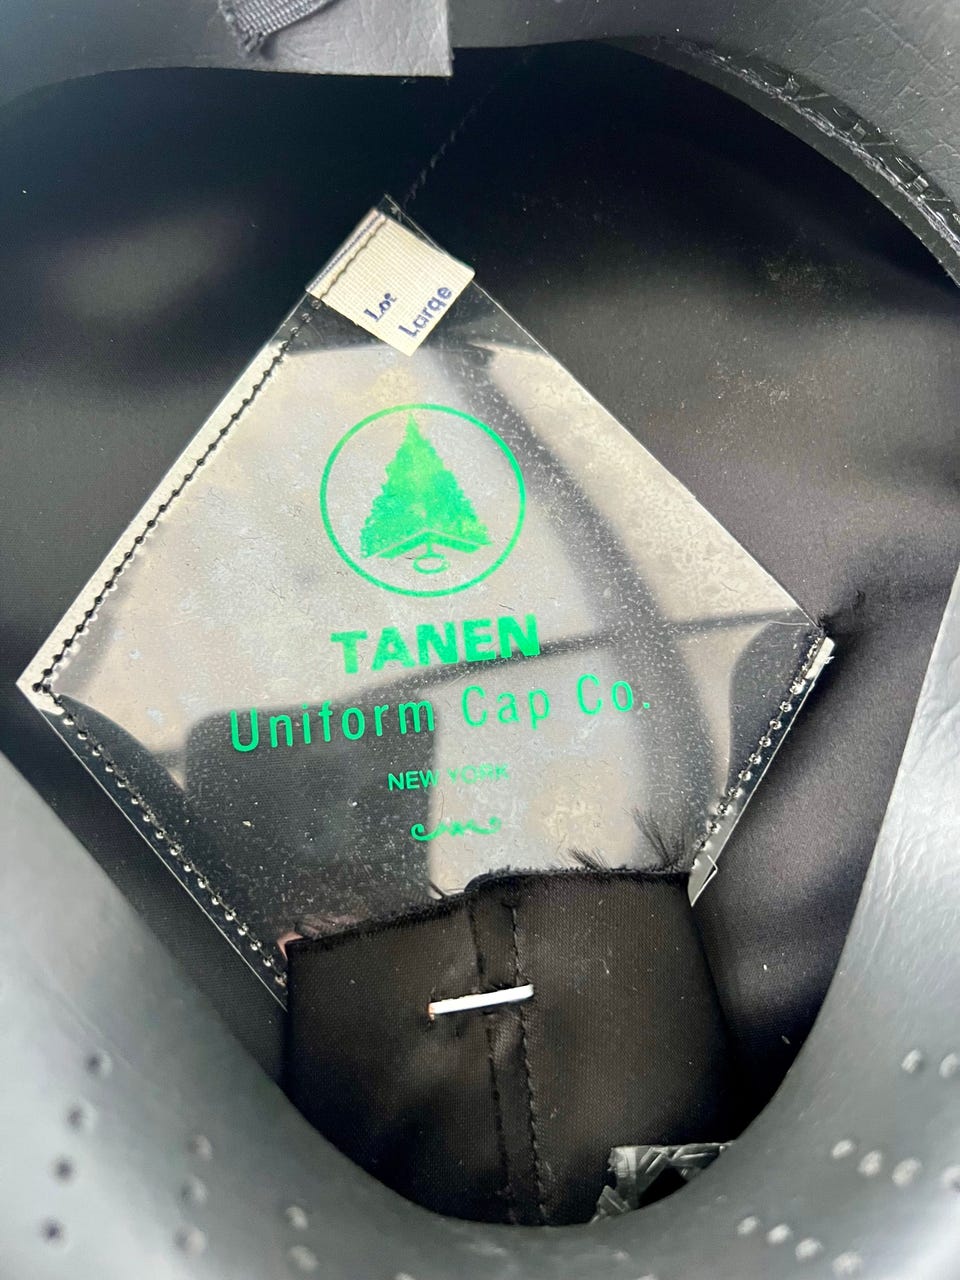 Lot
Large
TANEN
Uniform Cap Co.
NEW YORK